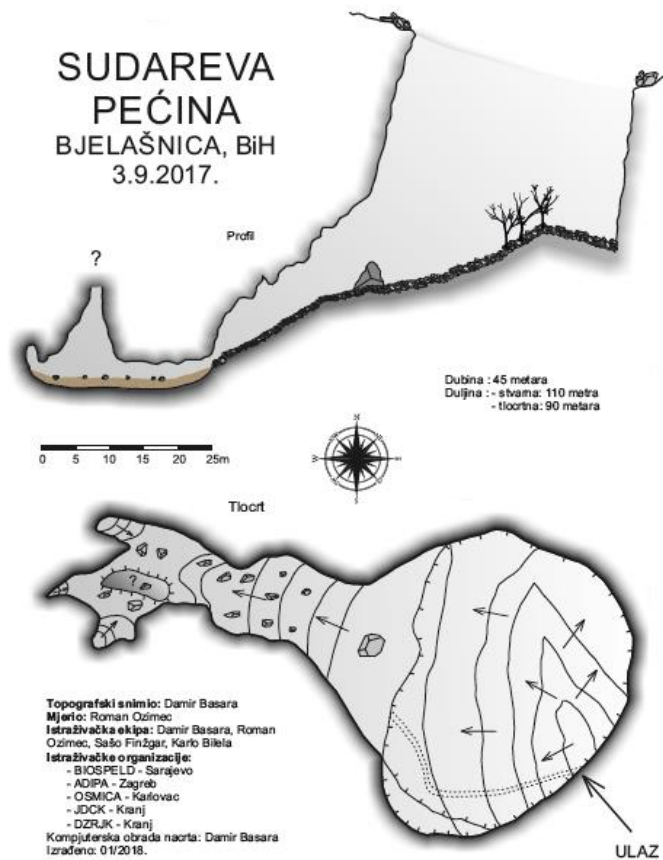 SUDAREVA
PEĆINA
BJELAŠNICA, BiH
3.9.2017.
Profil
?
Dubina : 45 metara
Duljina : - stvarna: 110 metra
- tlocrtna: 90 metara
0 5 10 15 20 25m
N
W E
S
Tlocrt
?
Topografski snimio: Damir Basara
Mjerio: Roman Ozimec
Istraživačka ekipa: Damir Basara, Roman
Ozimec, Sašo Finžgar, Karlo Bilela
Istraživačke organizacije:
- BIOSPELD - Sarajevo
- ADIPA - Zagreb
- OSMICA - Karlovac
- JDCK - Kranj
- DZRJK - Kranj
Kompjuterska obrada nacrta: Damir Basara
Izrađeno: 01/2018.
ULAZ